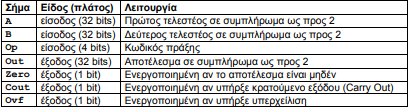 Σήμα Είδος (πλάτος) Λειτουργία
A είσοδος (32 bits) Πρώτος τελεστέος σε συμπλήρωμα ως προς 2
B είσοδος (32 bits) Δεύτερος τελεστέος σε συμπλήρωμα ως προς 2
Op είσοδος (4 bits) Κωδικός πράξης
Out έξοδος (32 bits) Αποτέλεσμα σε συμπλήρωμα ως προς 2
Zero έξοδος (1 bit) Ενεργοποιημένη αν το αποτέλεσμα είναι μηδέν
Cout έξοδος (1 bit) Ενεργοποιημένη αν υπήρξε κρατούμενο εξόδου (Carry Out)
Ovf έξοδος (1 bit) Ενεργοποιημένη αν υπήρξε υπερχείλιση